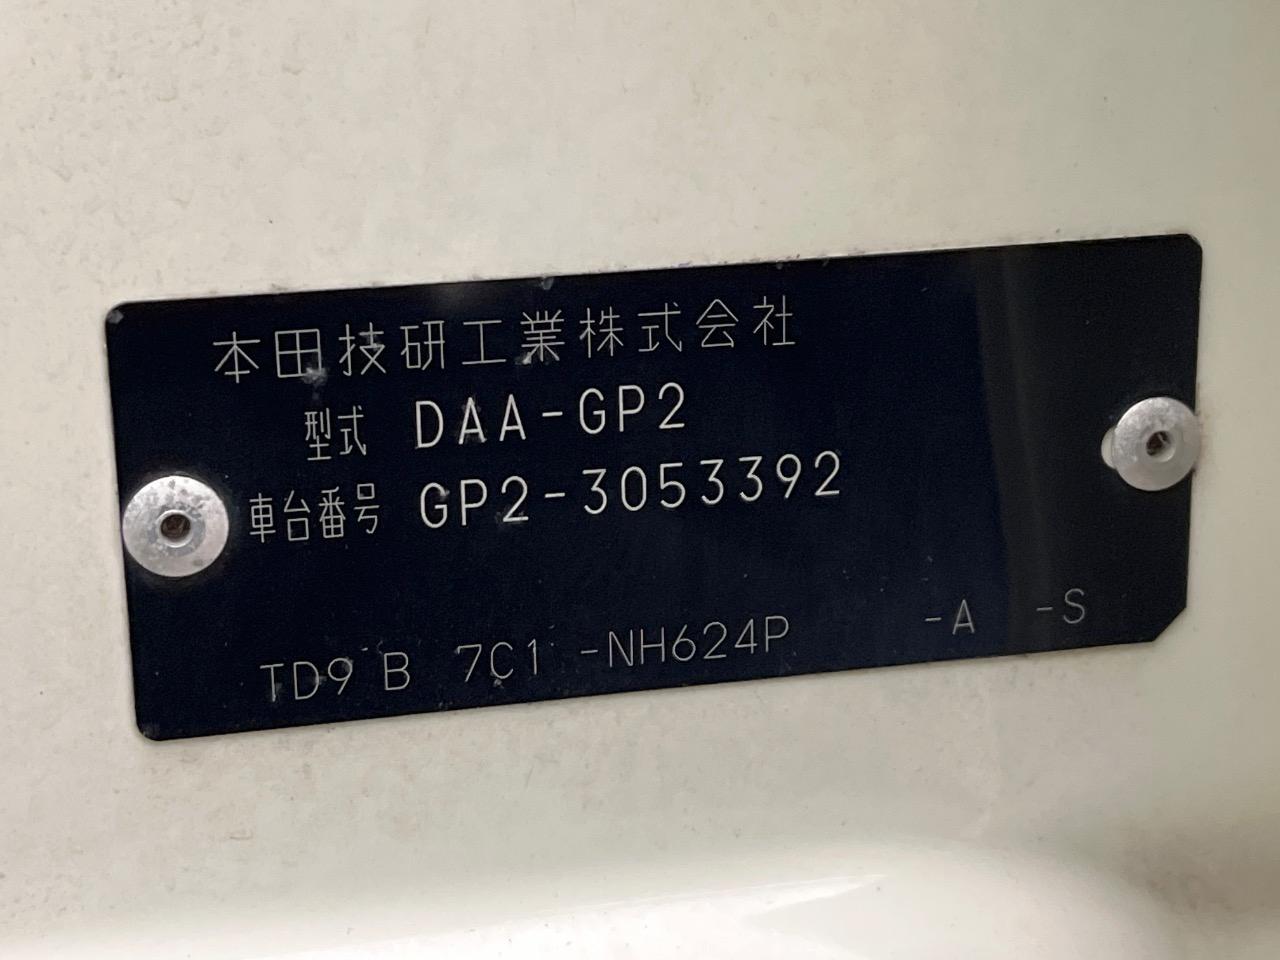 本田技研工業株式会社
型式 DAA-GP2
車台番号 GP2-3053392
TD9 B 7C1 -NH624P -A -S